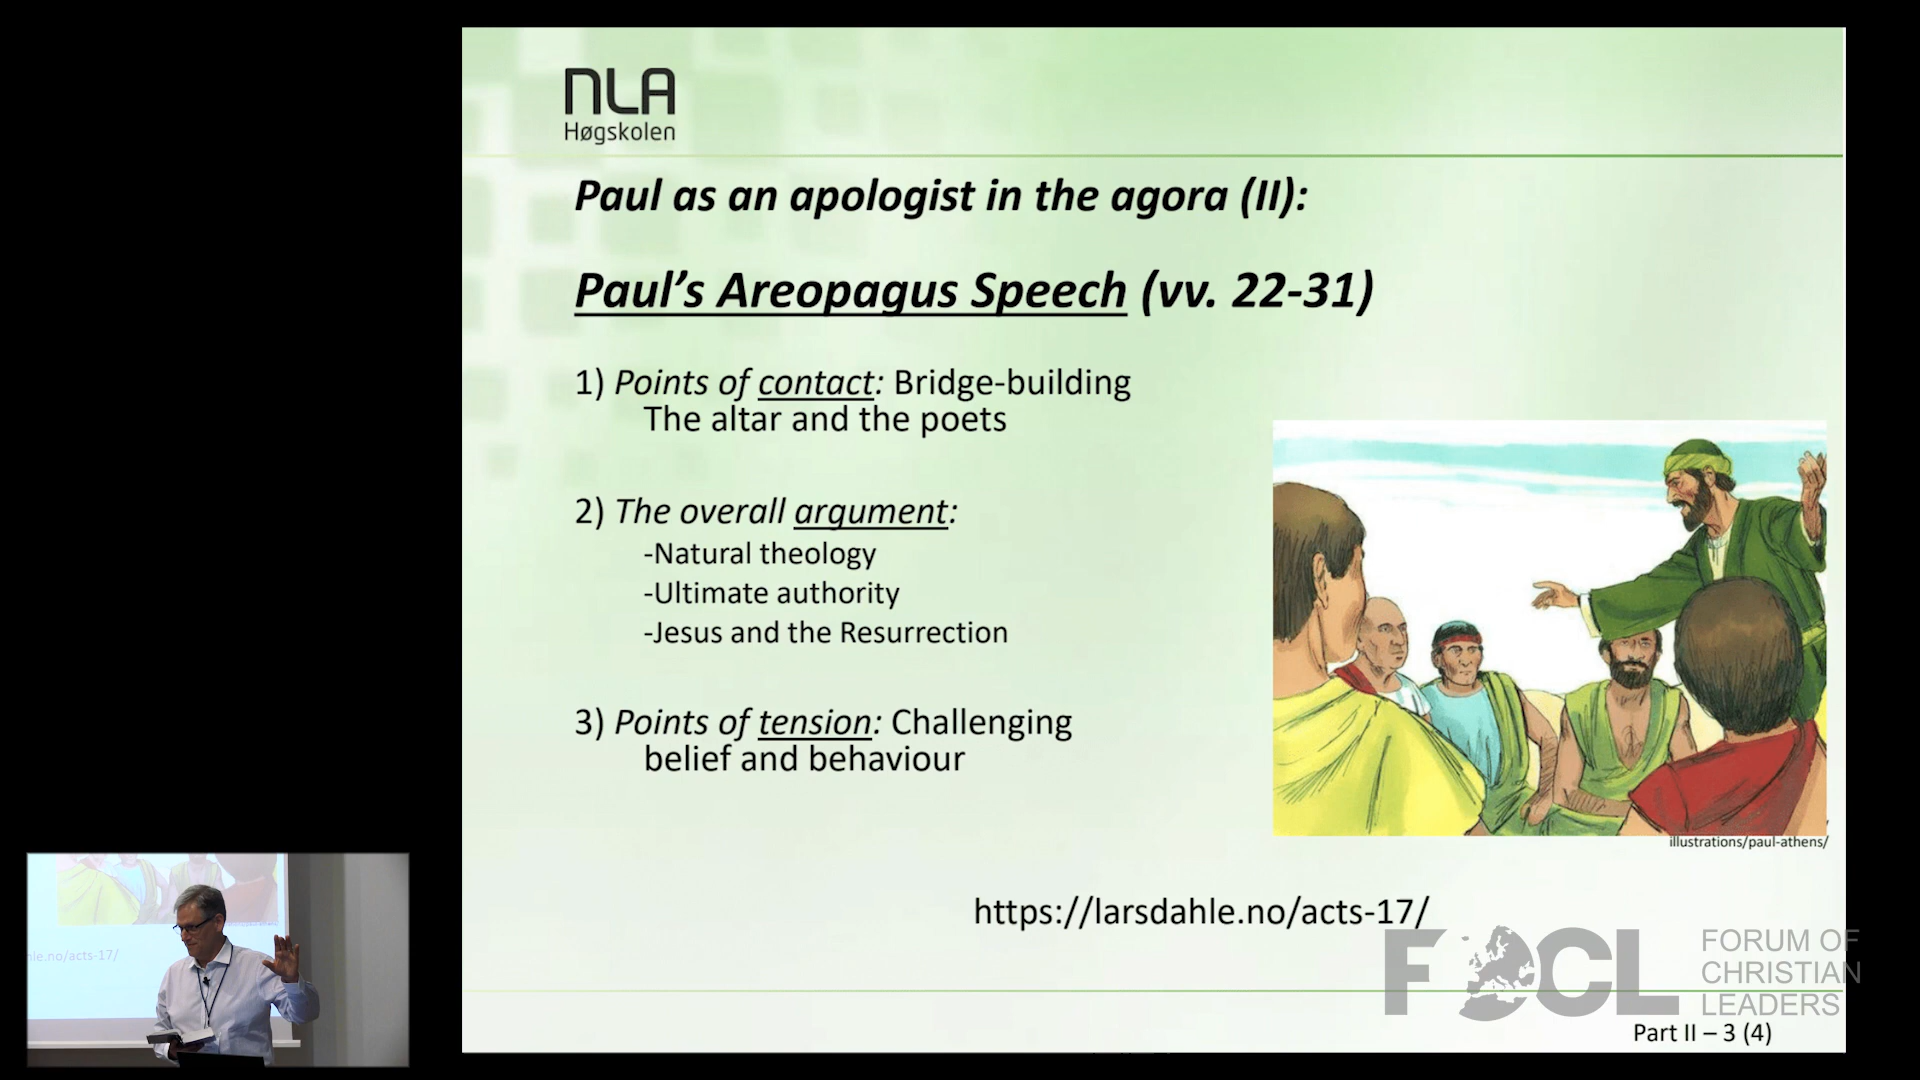 NLA
Høgskolen
Paul as an apologist in the agora (II):
Paul's Areopagus Speech (vv. 22-31)
1) Points of contact: Bridge-building
The altar and the poets
2) The overall argument:
-Natural theology
-Ultimate authority
-Jesus and the Resurrection
3) Points of tension: Challenging
belief and behaviour
illustrations/paul-athens/
https://larsdahle.no/acts-17/
FOCL
FORUM OF
CHRISTIAN
LEADERS
Part II – 3 (4)
hle.no/acts-17/